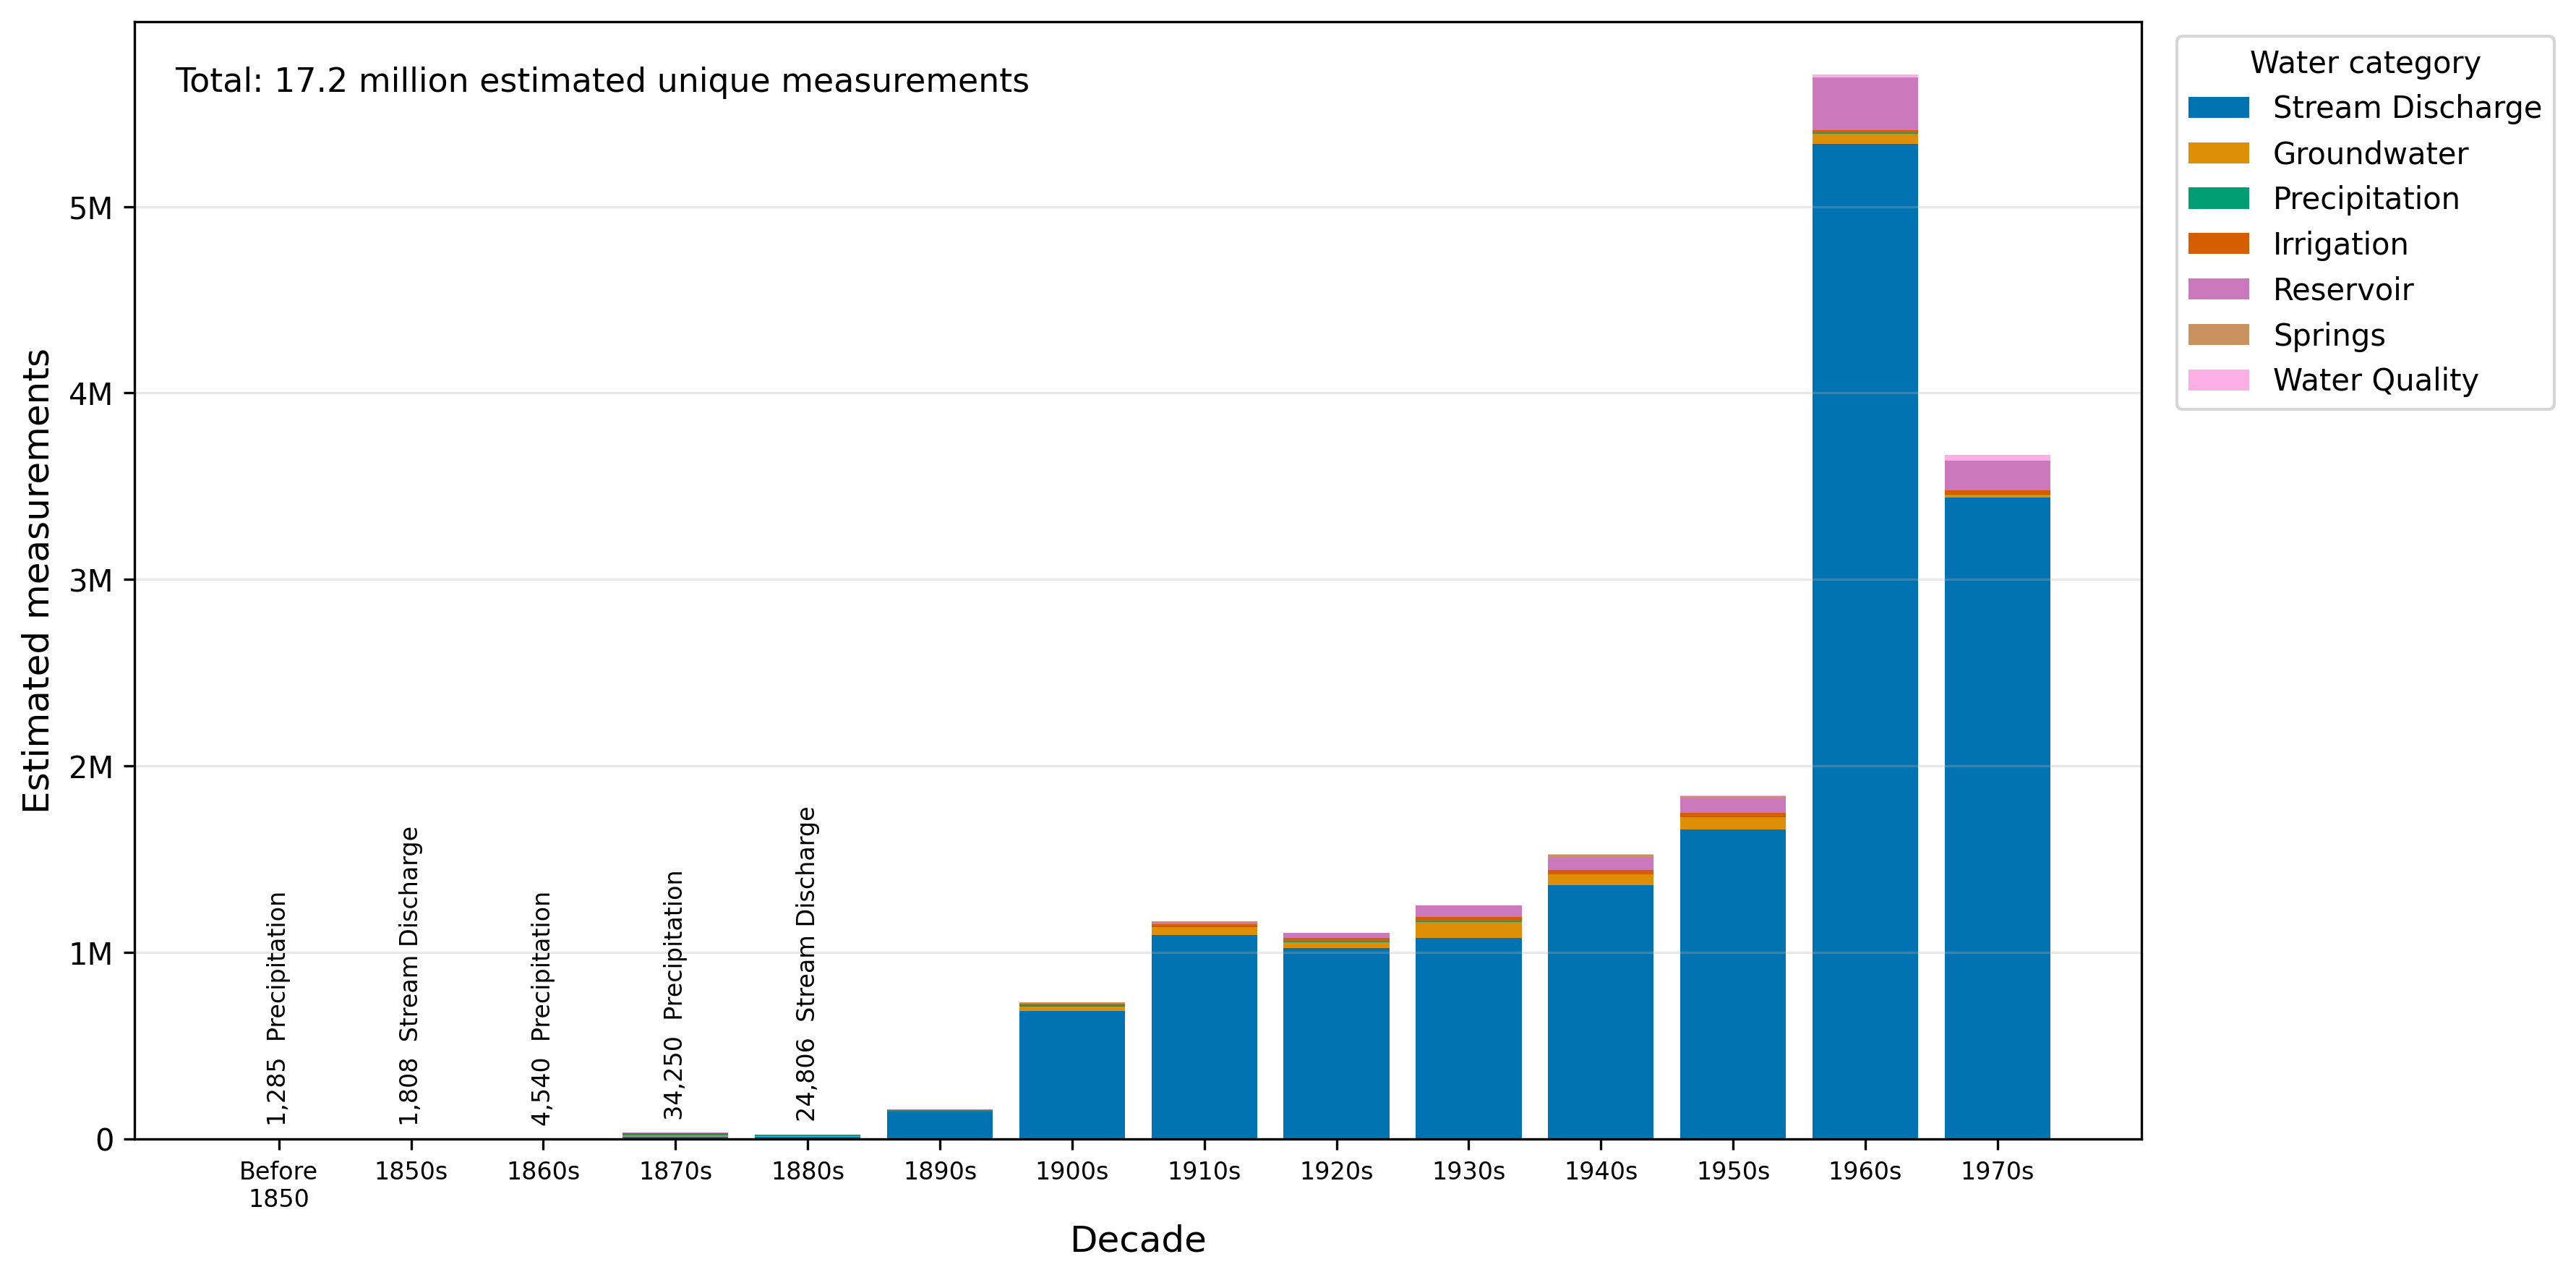 Total: 17.2 million estimated unique measurements
Water category
Stream Discharge
Groundwater
Precipitation
Irrigation
Reservoir
Springs
Water Quality
Estimated measurements
5M
4M
3M
2M
1M
0
1,285 Precipitation
1,808 Stream Discharge
4,540 Precipitation
34,250 Precipitation
24,806 Stream Discharge
Before
1850
1850s
1860s
1870s
1880s
1890s
1900s
1910s
1920s
1930s
1940s
1950s
1960s
1970s
Decade